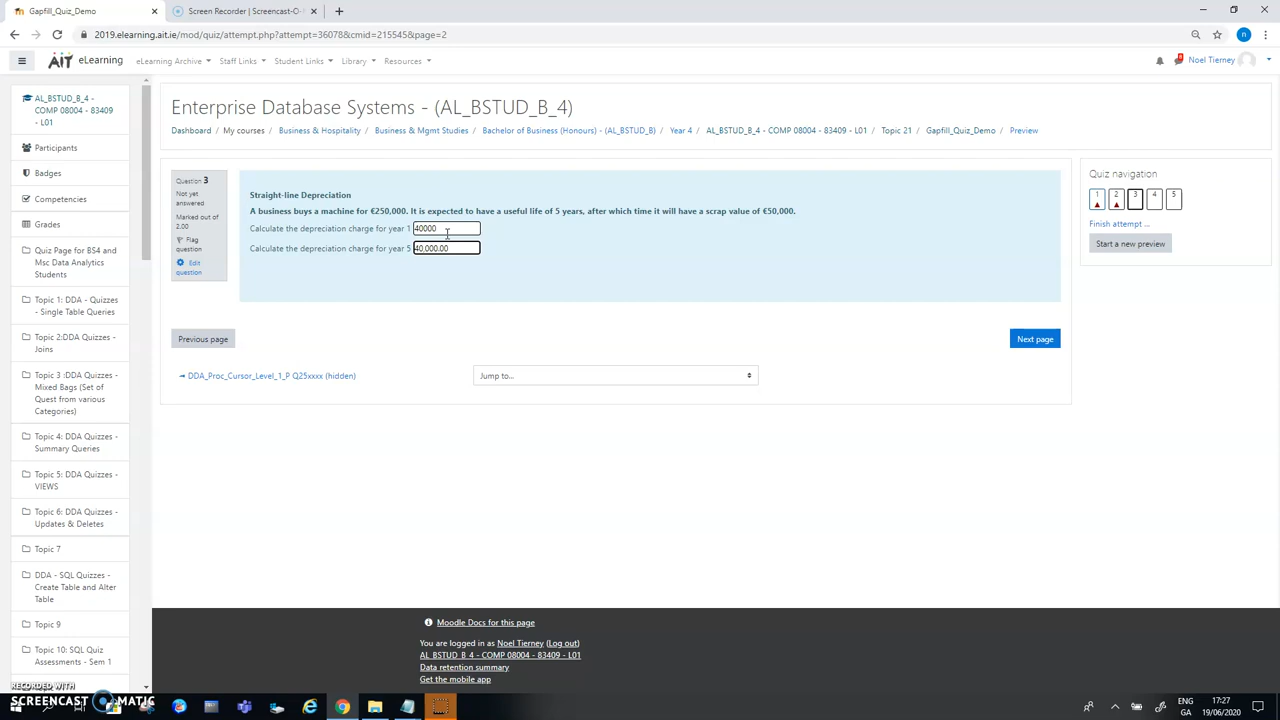 Gapfill_Quiz_Demo
Screen Recorder | Screencast-O-
2019.elearning.ait.ie/mod/quiz/attempt.php?attempt=36078&cmid=215545&page=2
n
AIT eLearning
eLearning Archive
Staff Links
Student Links
Library
Resources
Noel Tierney
AL_BSTUD_B_4 -
COMP 08004 - 83409
- L01
Participants
Badges
Competencies
Grades
Quiz Page for BS4 and
Msc Data Analytics
Students
Topic 1: DDA - Quizzes
- Single Table Queries
Topic 2:DDA Quizzes -
Joins
Topic 3 :DDA Quizzes -
Mixed Bags (Set of
Quest from various
Categories)
Topic 4: DDA Quizzes -
Summary Queries
Topic 5: DDA Quizzes -
VIEWS
Topic 6: DDA Quizzes -
Updates & Deletes
Topic 7
DDA - SQL Quizzes -
Create Table and Alter
Table
Topic 9
Topic 10: SQL Quiz
Assessments - Sem 1
Enterprise Database Systems - (AL_BSTUD_B_4)
Dashboard / My courses / Business & Hospitality / Business & Mgmt Studies / Bachelor of Business (Honours) - (AL_BSTUD_B) / Year 4 / AL_BSTUD_B_4 - COMP 08004 - 83409 - L01 / Topic 21 / Gapfill_Quiz_Demo / Preview
Question 3
Not yet
answered
Marked out of
2.00
Flag
question
Edit
question
Straight-line Depreciation
A business buys a machine for €250,000. It is expected to have a useful life of 5 years, after which time it will have a scrap value of €50,000.
Calculate the depreciation charge for year 1 40000
Calculate the depreciation charge for year 5 40,000.00
Previous page
Next page
◄ DDA_Proc_Cursor_Level_1_P Q25xxxx (hidden)
Jump to...
Quiz navigation
1 2 3 4 5
Finish attempt ...
Start a new preview
Moodle Docs for this page
You are logged in as Noel Tierney (Log out)
AL_BSTUD_B_4 - COMP 08004 - 83409 - L01
Data retention summary
Get the mobile app
RECORDED WITH
SCREENCAST MATIC
ENG
GA
17:27
19/06/2020